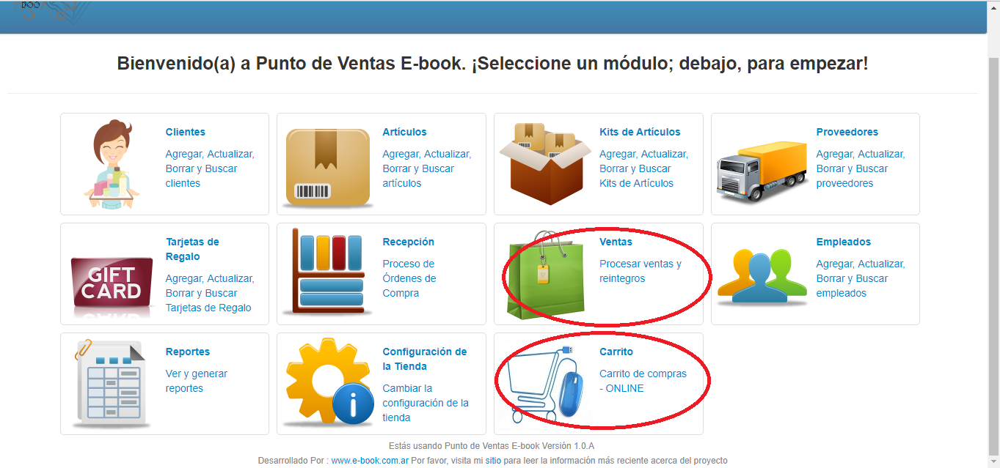 Bienvenido(a) a Punto de Ventas E-book. ¡Seleccione un módulo; debajo, para empezar!
Clientes
Agregar, Actualizar,
Borrar y Buscar
clientes
Artículos
Agregar, Actualizar,
Borrar y Buscar
artículos
Kits de Artículos
Agregar, Actualizar,
Borrar y Buscar
Kits de Artículos
Proveedores
Agregar, Actualizar,
Borrar y Buscar
proveedores
GIFT
CARD
Tarjetas de
Regalo
Agregar, Actualizar,
Borrar y Buscar
Tarjetas de Regalo
Recepción
Proceso de
Órdenes de
Compra
Ventas
Procesar ventas y
reintegros
Empleados
Agregar, Actualizar,
Borrar y Buscar
empleados
Reportes
Ver y generar
reportes
Configuración de
la Tienda
Cambiar la
configuración de la
tienda
Carrito
Carrito de compras
- ONLINE
Estás usando Punto de Ventas E-book Versión 1.0.A
Desarrollado Por : www.e-book.com.ar Por favor, visita mi sitio para leer la información más reciente acerca del proyecto